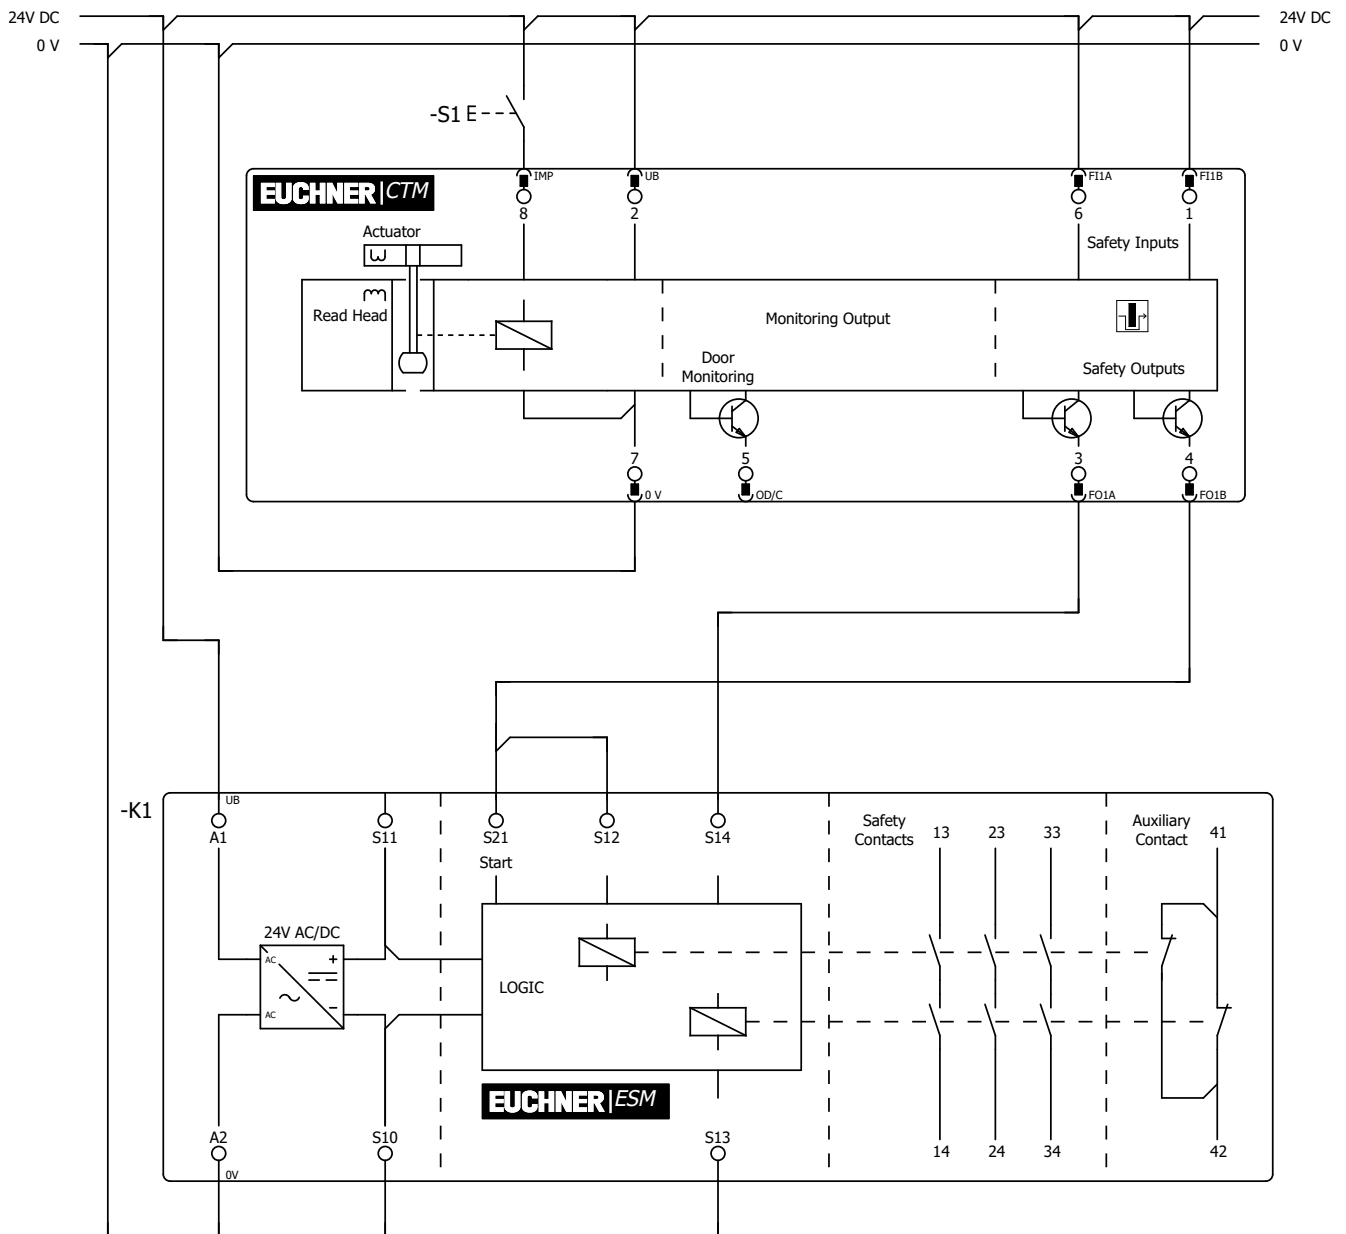 24V DC
24V DC
0 V
0 V
-S1
EUCHNER|CTM
IMP
UB
FI1A
FI1B
8
2
6
1
Actuator
Safety Inputs
Read Head
Monitoring Output
Door
Monitoring
Safety Outputs
7
5
3
4
0 V
OD/C
FO1A
FO1B
-K1
UB
A1
S11
S21
S12
S14
Safety
Contacts
13
23
33
Auxiliary
Contact
41
Start
24V AC/DC
AC
+
LOGIC
AC
-
EUCHNER|ESM
A2
S10
S13
14
24
34
42
0V